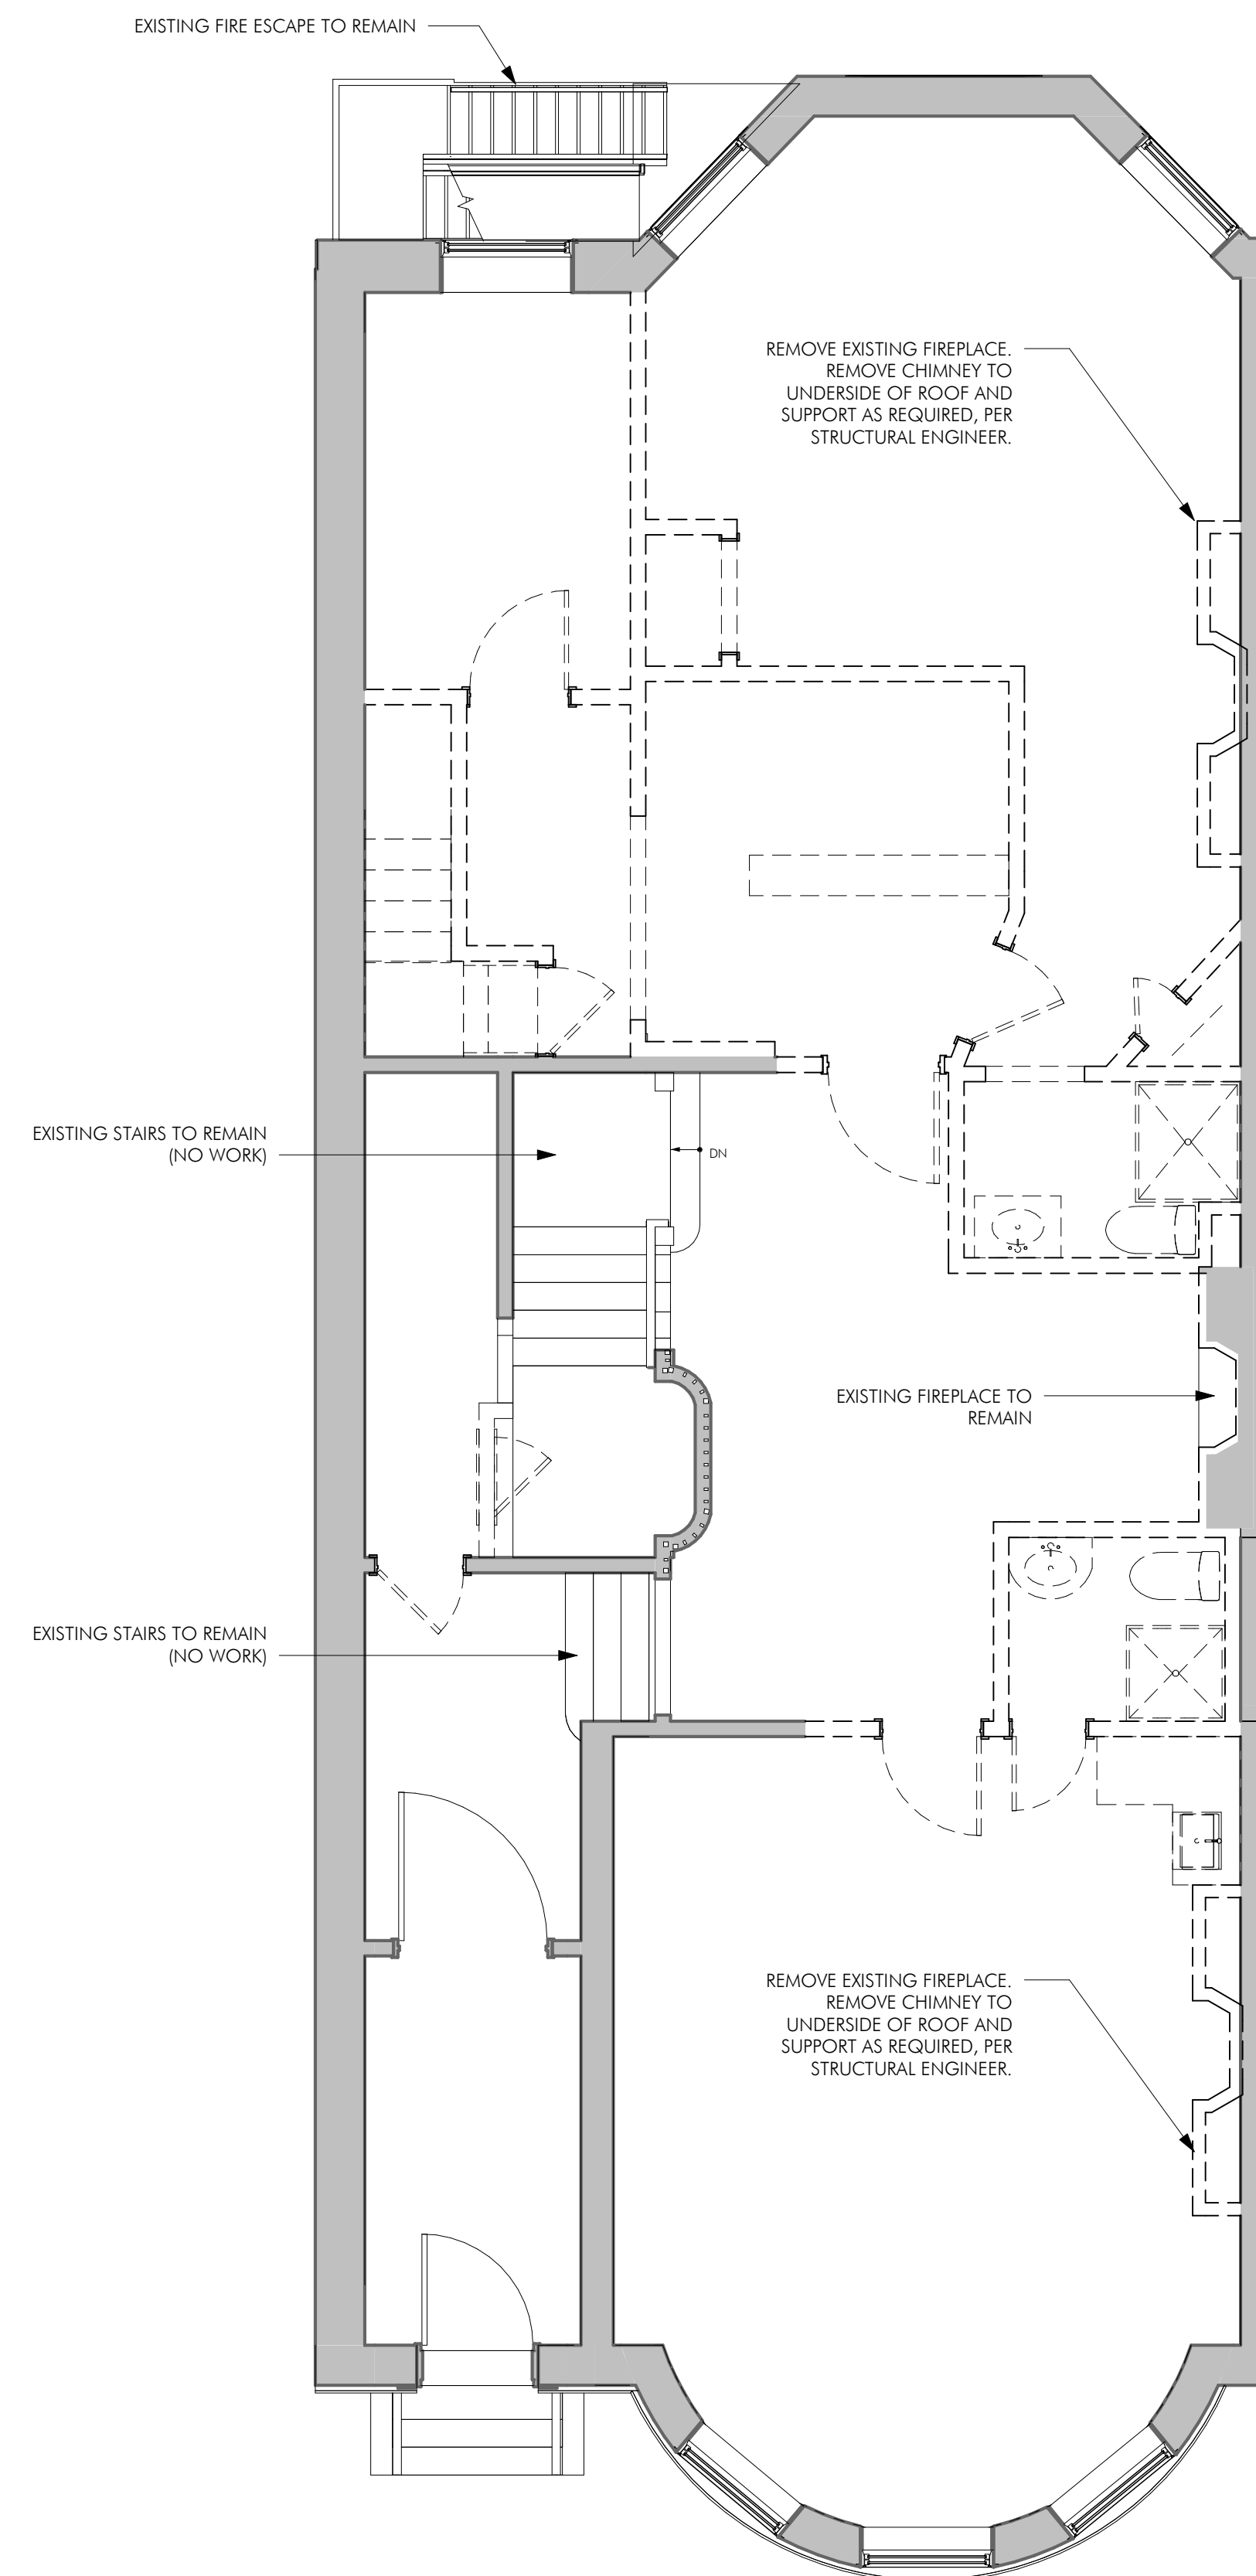 EXISTING FIRE ESCAPE TO REMAIN
REMOVE EXISTING FIREPLACE.
REMOVE CHIMNEY TO
UNDERSIDE OF ROOF AND
SUPPORT AS REQUIRED, PER
STRUCTURAL ENGINEER.
EXISTING STAIRS TO REMAIN
(NO WORK)
DN
EXISTING FIREPLACE TO
REMAIN
EXISTING STAIRS TO REMAIN
(NO WORK)
REMOVE EXISTING FIREPLACE.
REMOVE CHIMNEY TO
UNDERSIDE OF ROOF AND
SUPPORT AS REQUIRED, PER
STRUCTURAL ENGINEER.